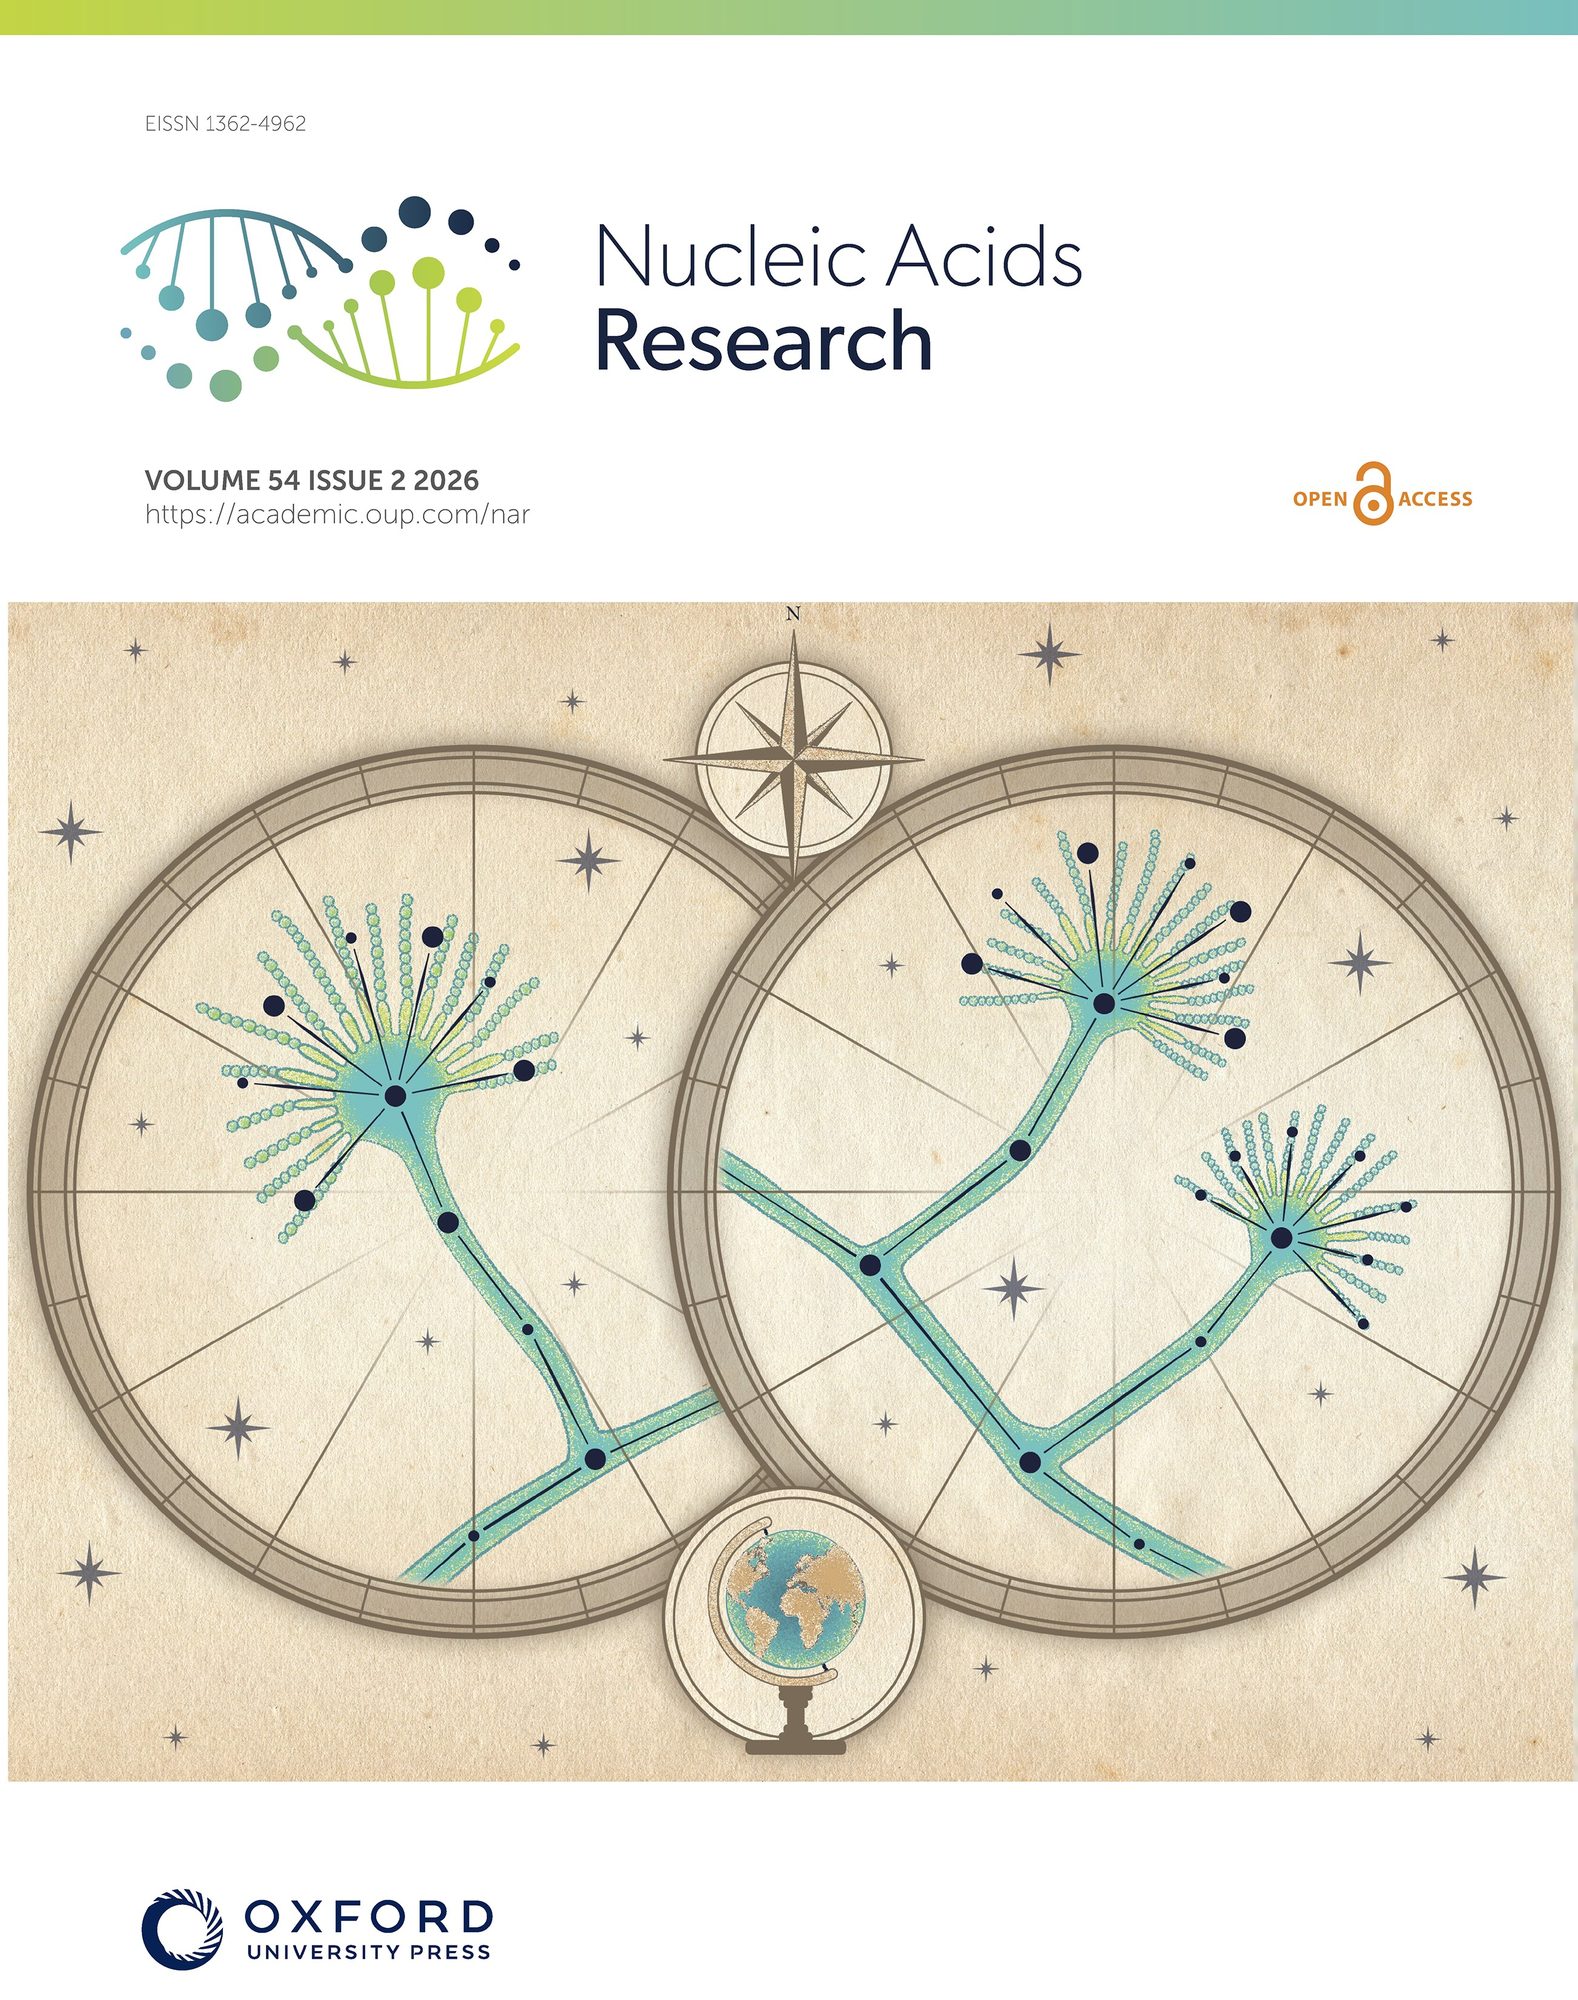 EISSN 1362-4962
Nucleic Acids
Research
VOLUME 54 ISSUE 2 2026
https://academic.oup.com/nar
OPEN ACCESS
N
OXFORD
UNIVERSITY PRESS